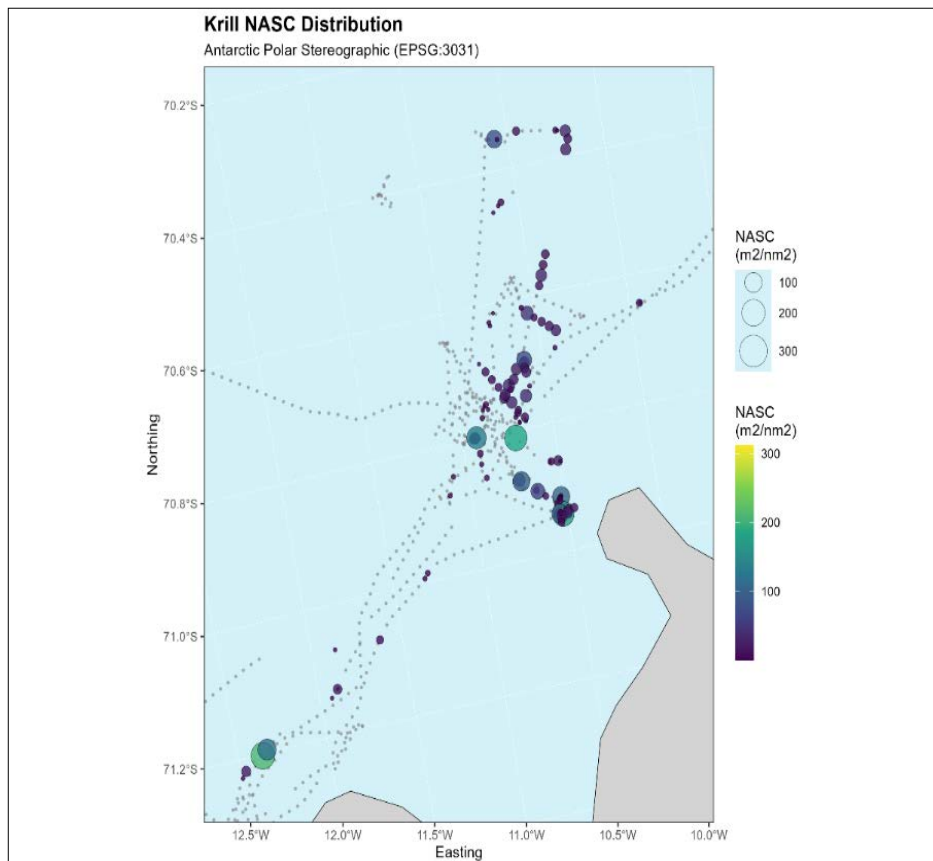 Krill NASC Distribution
Antarctic Polar Stereographic (EPSG:3031)
70.2°S
70.4°S
70.6°S
70.8°S
71.0°S
71.2°S
Northing
12.5°W
12.0°W
11.5°W
11.0°W
10.5°W
10.0°W
Easting
NASC
(m2/nm2)
100
200
300
NASC
(m2/nm2)
300
200
100